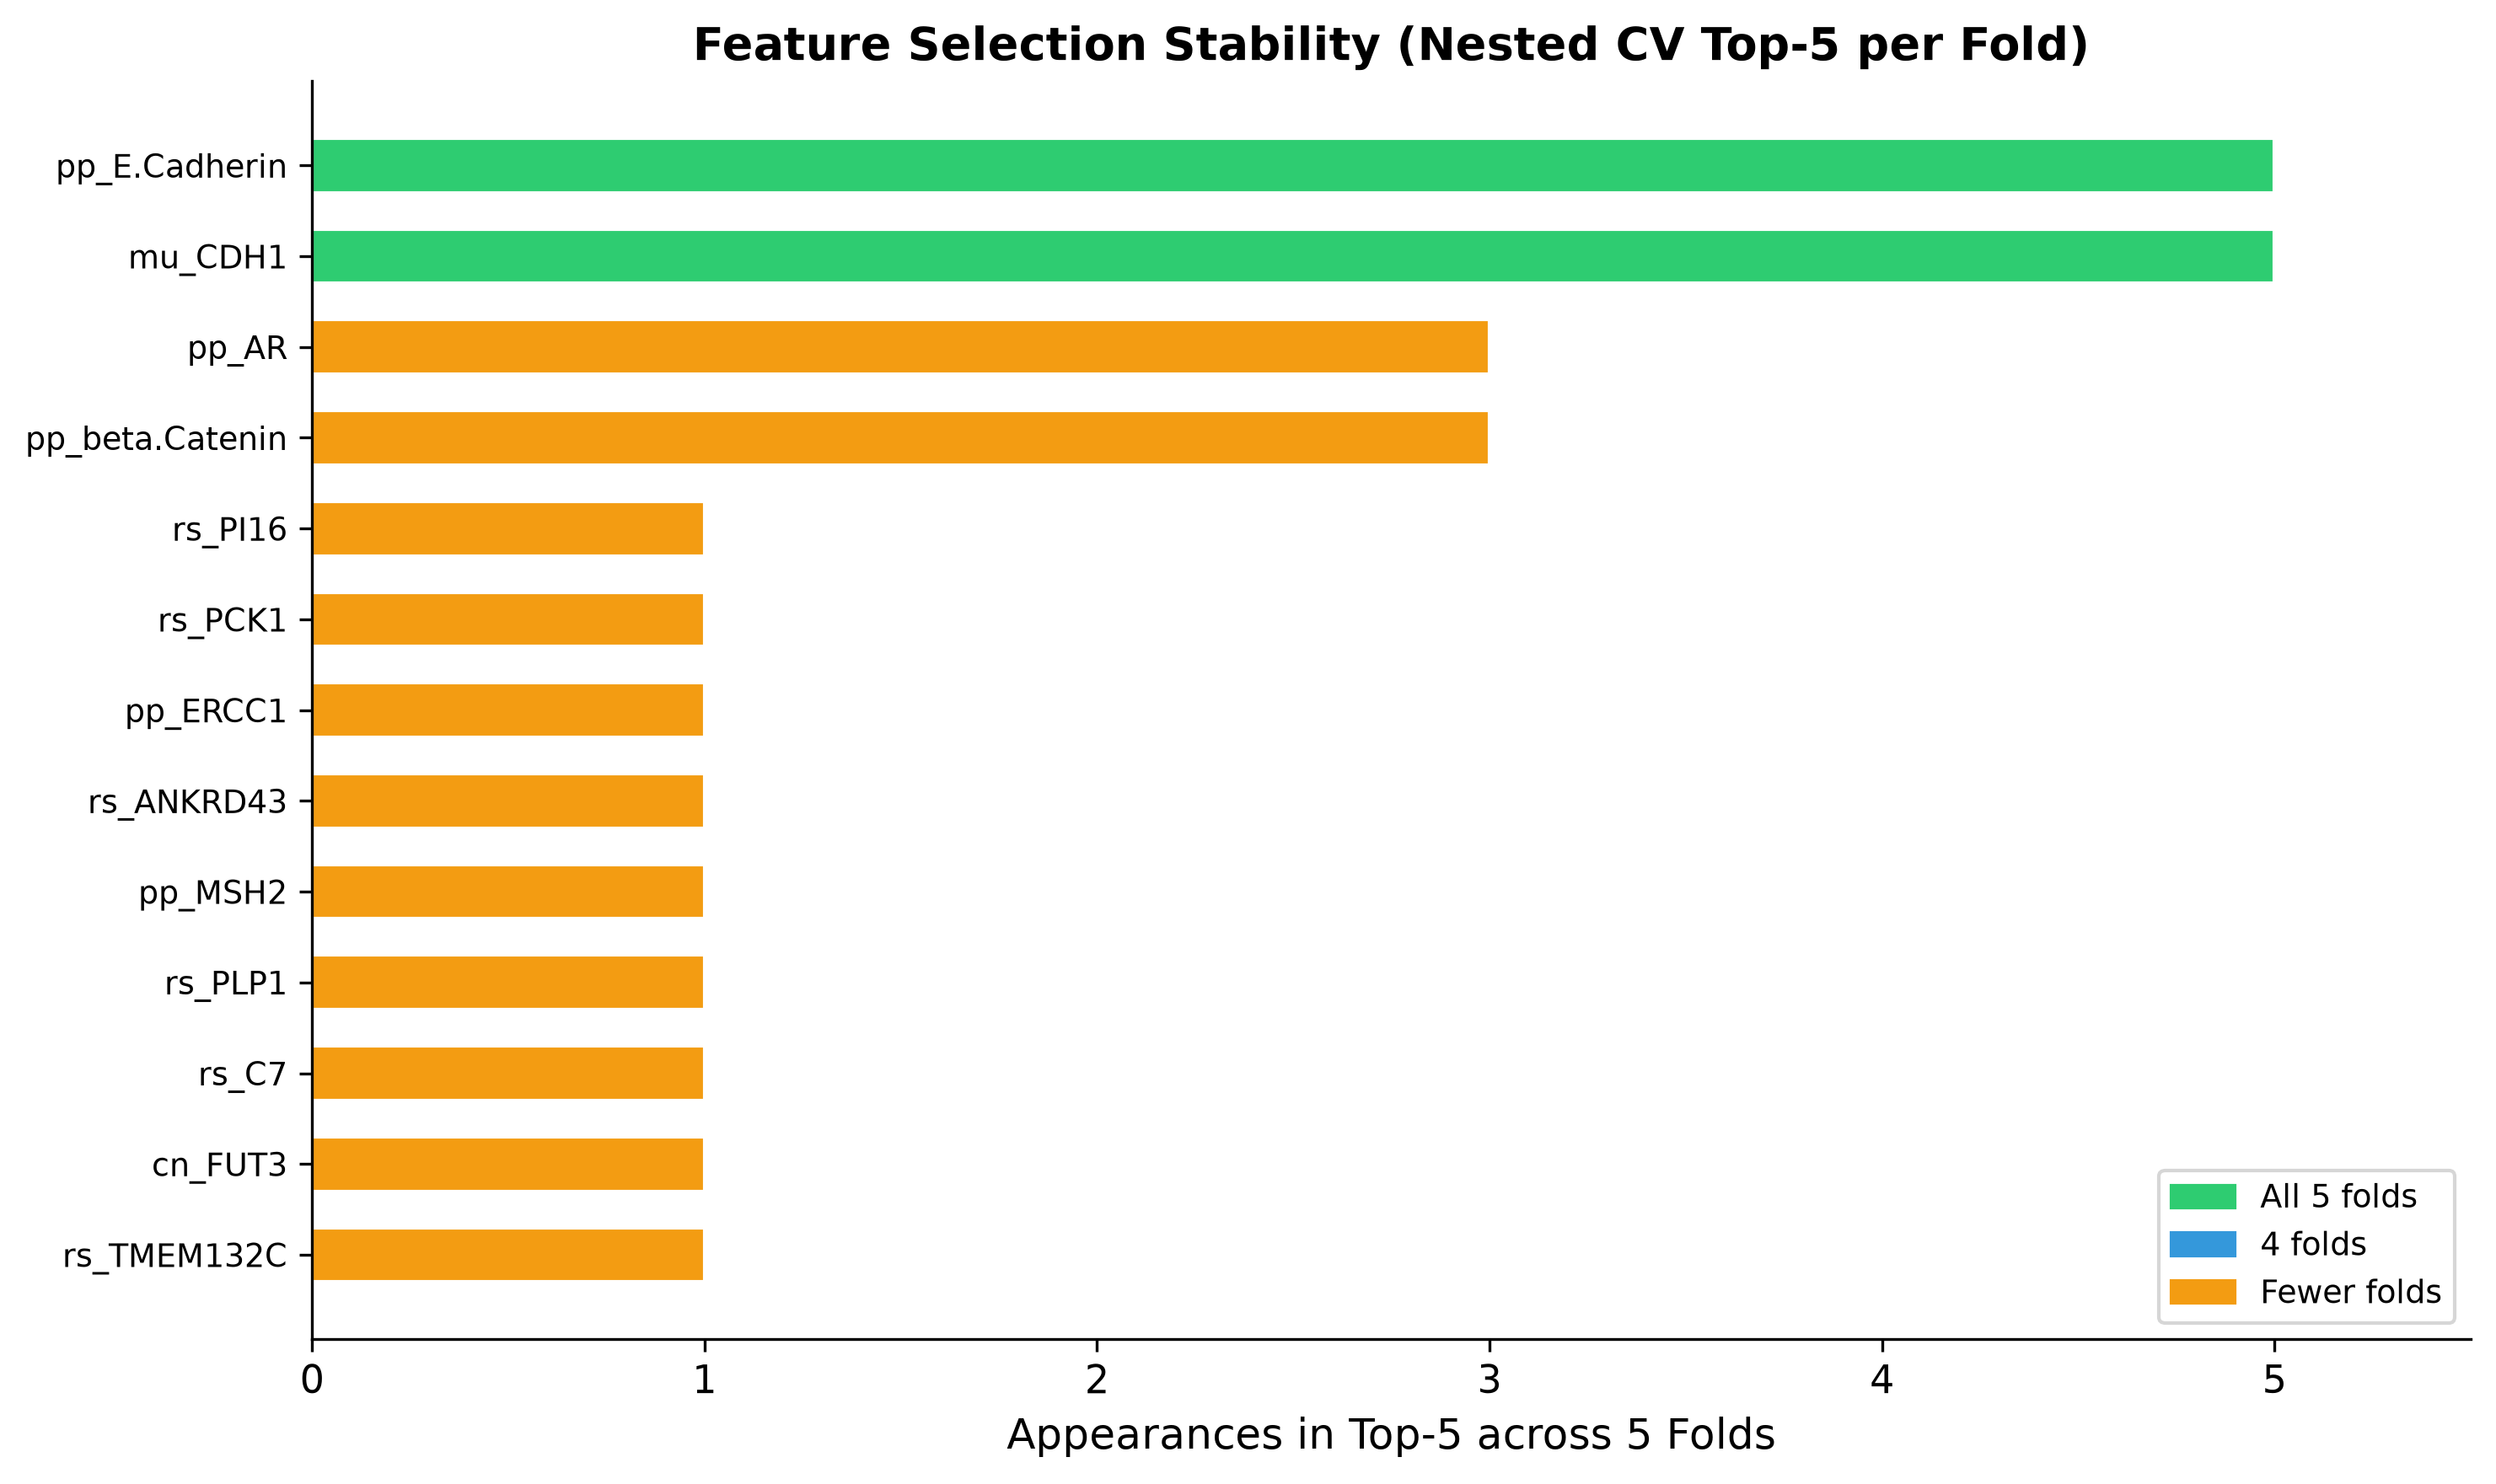 Feature Selection Stability (Nested CV Top-5 per Fold)
pp_E.Cadherin
mu_CDH1
pp_AR
pp_beta.Catenin
rs_PI16
rs_PCK1
pp_ERCC1
rs_ANKRD43
pp_MSH2
rs_PLP1
rs_C7
cn_FUT3
rs_TMEM132C
All 5 folds
4 folds
Fewer folds
0 1 2 3 4 5
Appearances in Top-5 across 5 Folds